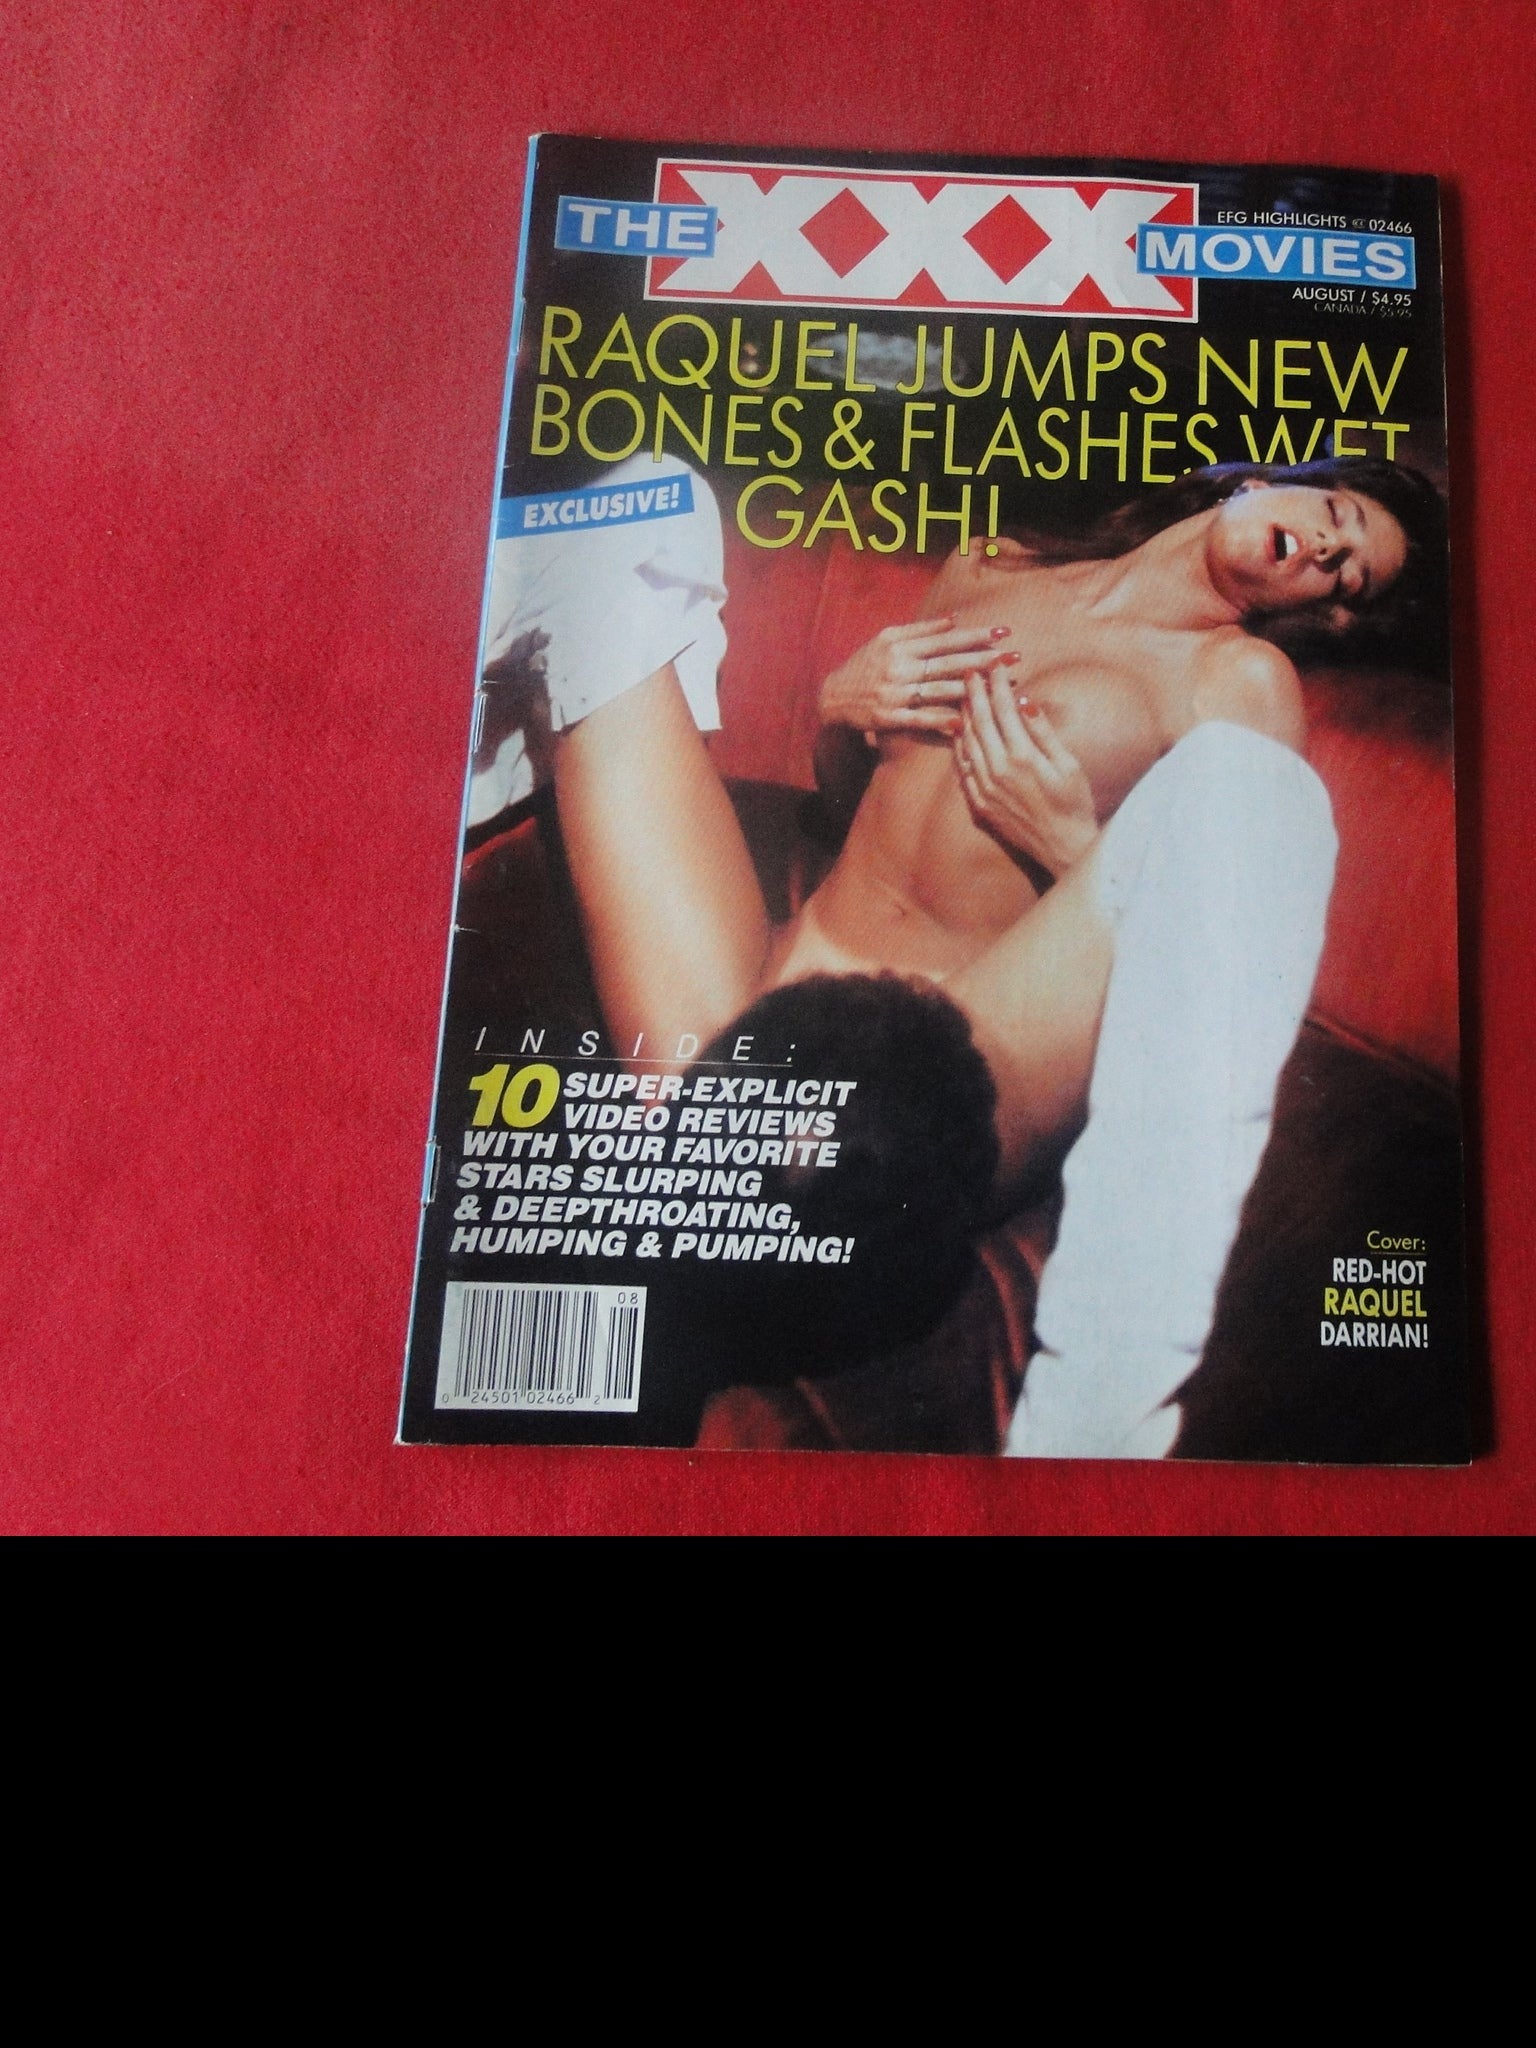 THE XXX MOVIES
EFG HIGHLIGHTS 02466
AUGUST / $4.95
CANADA / $5.95
RAQUEL JUMPS NEW
BONES & FLASHES WET
GASH!
EXCLUSIVE!
INSIDE:
10 SUPER-EXPLICIT
VIDEO REVIEWS
WITH YOUR FAVORITE
STARS SLURPING
& DEEPTHROATING,
HUMPING & PUMPING!
Cover:
RED-HOT
RAQUEL
DARRIAN!
08
0 24501 02466 2